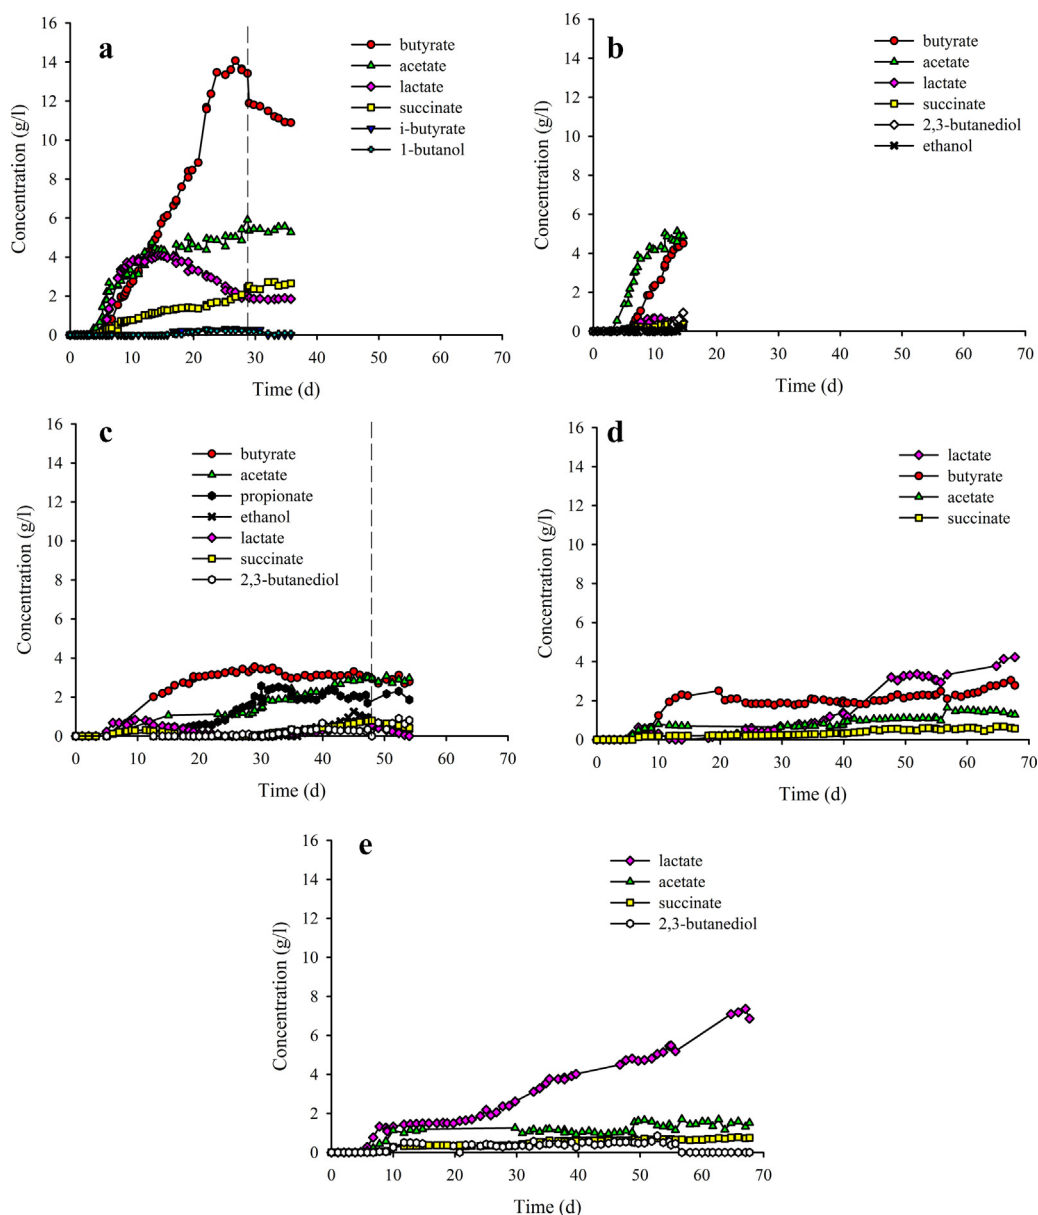 a
16
14
12
10
8
6
4
2
0
Concentration (g/l)
butyrate
acetate
lactate
succinate
i-butyrate
1-butanol
0 10 20 30 40 50 60 70
Time (d)
b
16
14
12
10
8
6
4
2
0
Concentration (g/l)
butyrate
acetate
lactate
succinate
2,3-butanediol
ethanol
0 10 20 30 40 50 60 70
Time (d)
c
16
14
12
10
8
6
4
2
0
Concentration (g/l)
butyrate
acetate
propionate
ethanol
lactate
succinate
2,3-butanediol
0 10 20 30 40 50 60 70
Time (d)
d
16
14
12
10
8
6
4
2
0
Concentration (g/l)
lactate
butyrate
acetate
succinate
0 10 20 30 40 50 60 70
Time (d)
e
16
14
12
10
8
6
4
2
0
Concentration (g/l)
lactate
acetate
succinate
2,3-butanediol
0 10 20 30 40 50 60 70
Time (d)